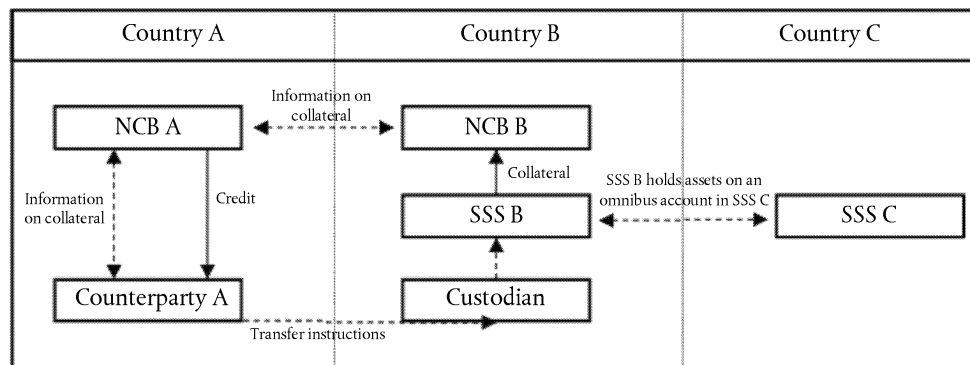 Country A
Country B
Country C
Information on
collateral
NCB A
NCB B
Information
on collateral
Credit
Collateral
SSS B holds assets on an
omnibus account in SSS C
SSS B
SSS C
Counterparty A
Custodian
Transfer instructions